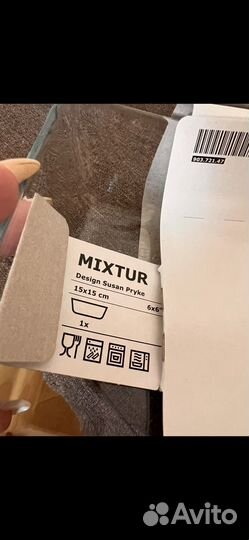 903.721.47
MIXTUR
Design Susan Pryke
15x15 cm
6x6"
1x
Avito